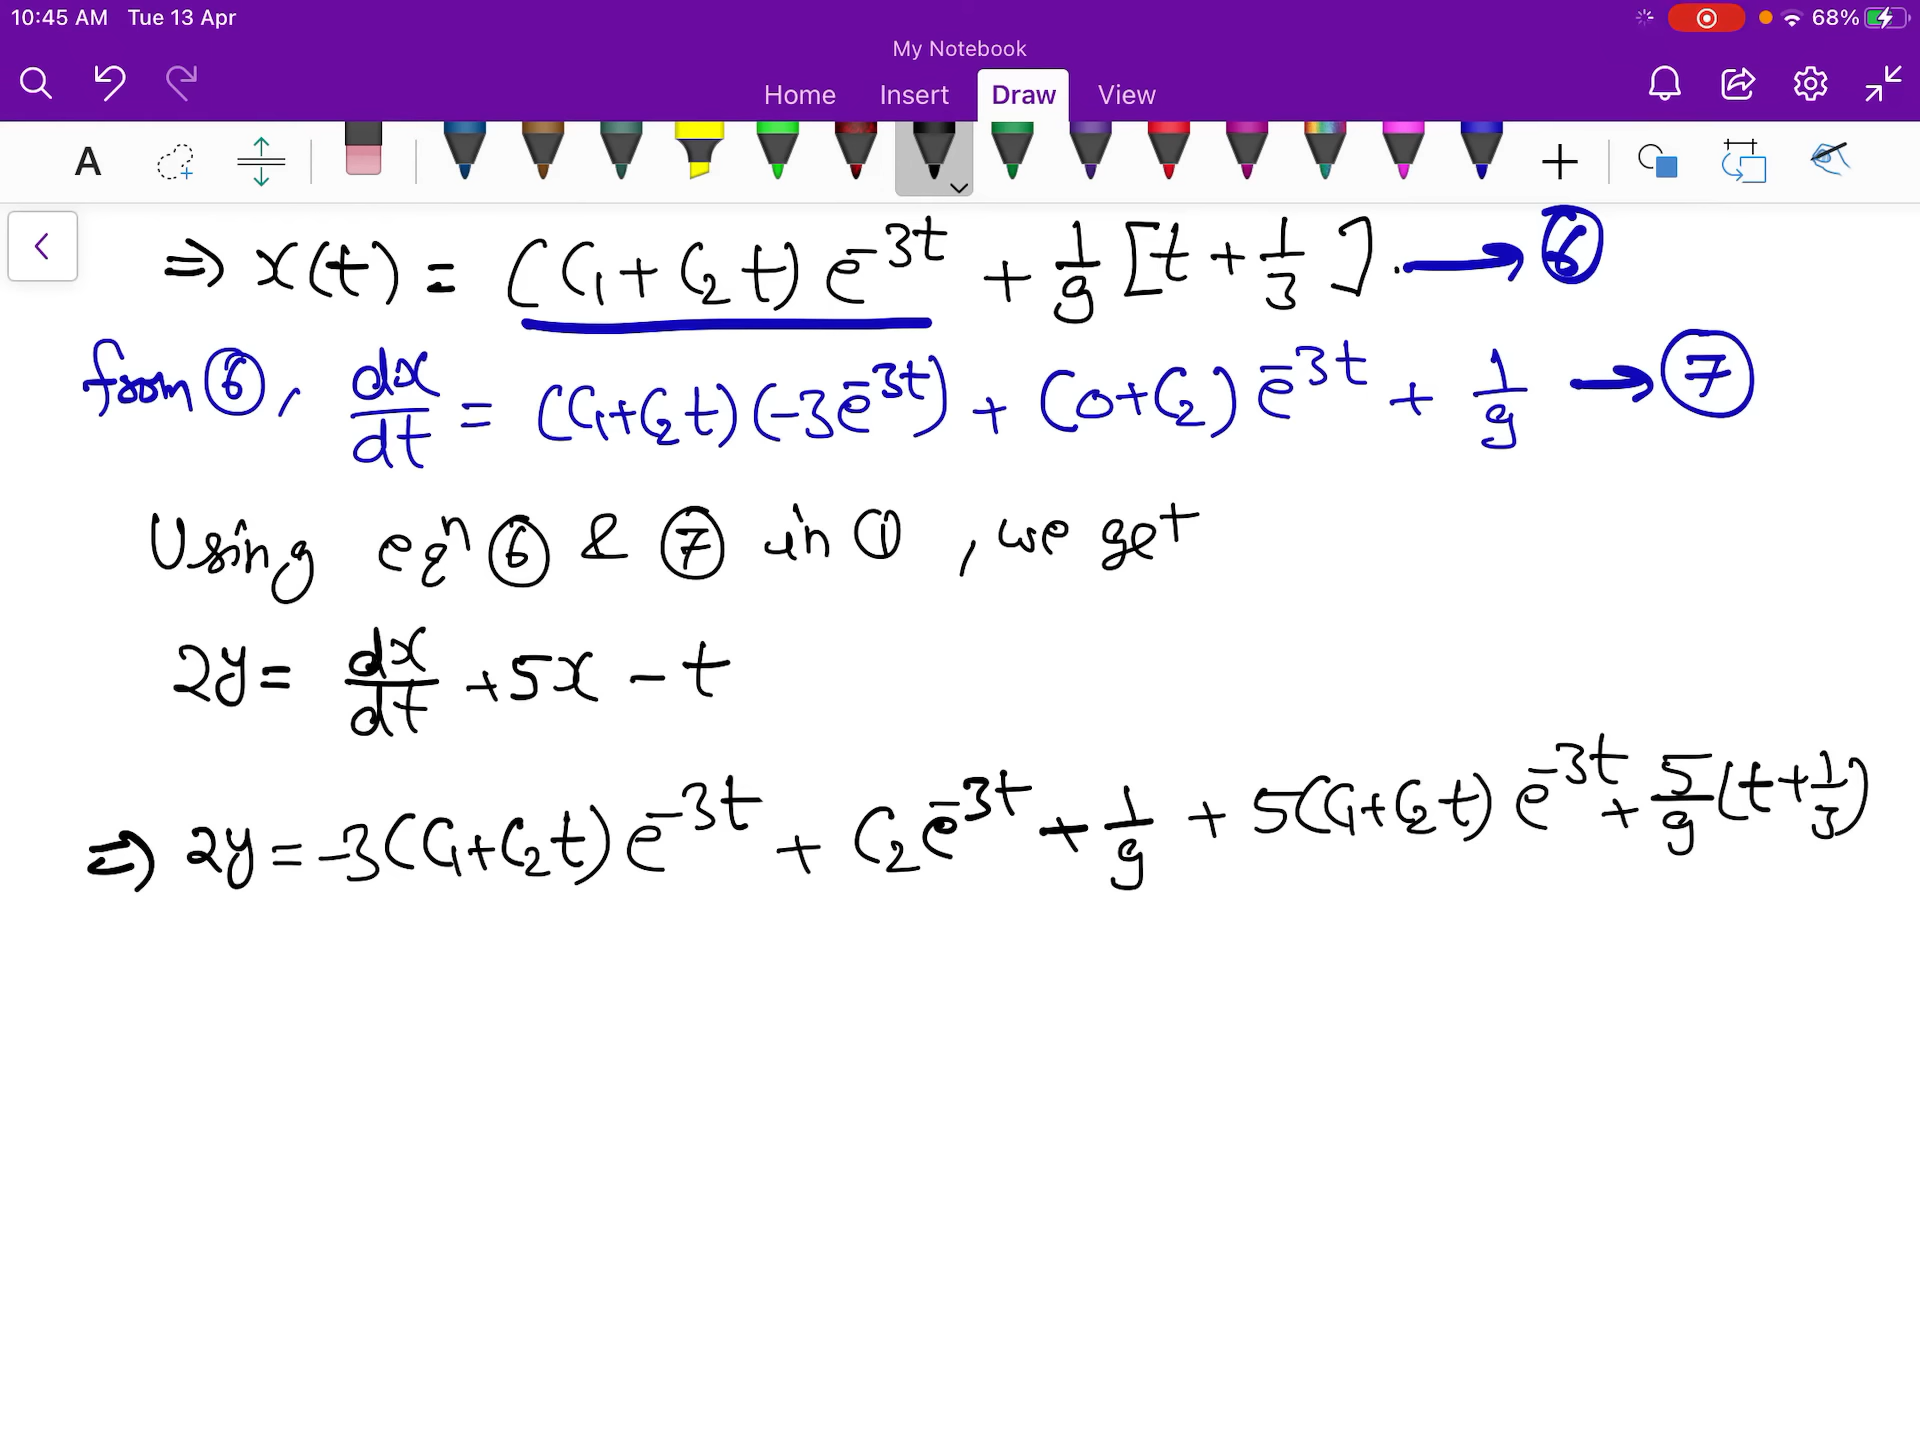 10:45 AM Tue 13 Apr 68%
My Notebook
Home Insert Draw View
A
⇒ x(t) = (C₁ + C₂ t) e⁻³ᵗ + 1/9 [t + 1/3]. → ⑥
from ⑥, dx/dt = (C₁+C₂t)(-3e⁻³ᵗ) + (0+C₂) e⁻³ᵗ + 1/9 → ⑦
Using eqⁿ ⑥ & ⑦ in ①, we get
2y = dx/dt + 5x - t
⇒ 2y = -3(C₁+C₂t) e⁻³ᵗ + C₂e⁻³ᵗ + 1/9 + 5(C₁+C₂t) e⁻³ᵗ + 5/9 (t+1/3)